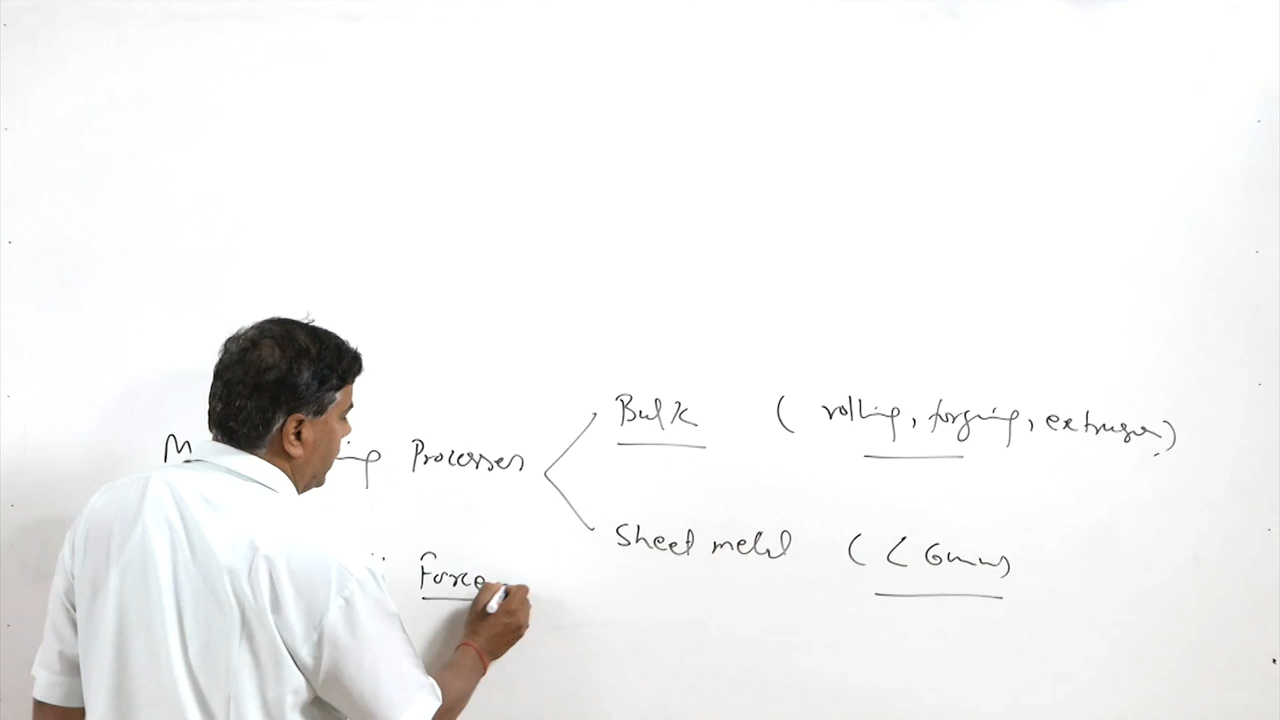 Bulk ( rolling, forging, extrusion)
Processes
Sheet metal ( < 6mm)
Force